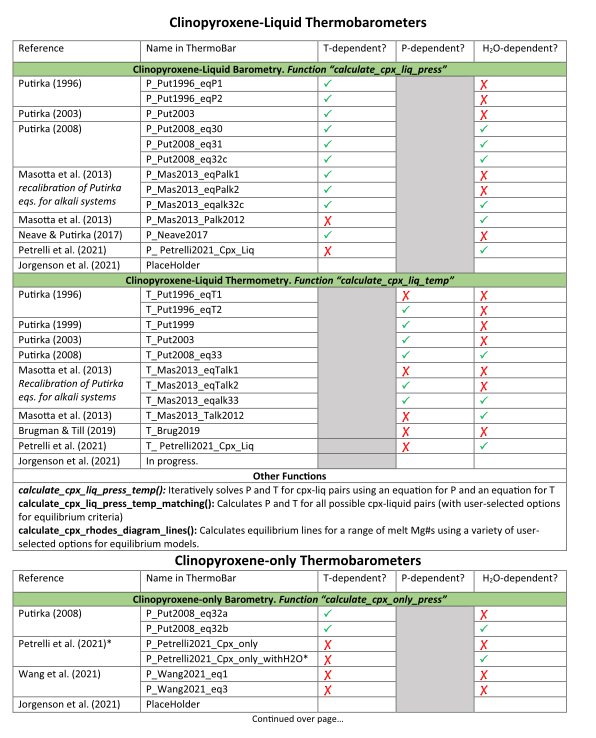 Clinopyroxene-Liquid Thermobarometers
Reference Name in ThermoBar T-dependent? P-dependent? H₂O-dependent?
Clinopyroxene-Liquid Barometry. Function “calculate_cpx_liq_press”
Putirka (1996) P_Put1996_eqP1 ✓ ✗
P_Put1996_eqP2 ✓ ✗
Putirka (2003) P_Put2003 ✓ ✗
Putirka (2008) P_Put2008_eq30 ✓ ✓
P_Put2008_eq31 ✓ ✓
P_Put2008_eq32c ✓ ✓
Masotta et al. (2013) P_Mas2013_eqPalk1 ✓ ✗
recalibration of Putirka P_Mas2013_eqPalk2 ✓ ✗
eqs. for alkali systems P_Mas2013_eqalk32c ✓ ✓
Masotta et al. (2013) P_Mas2013_Palk2012 ✗ ✓
Neave & Putirka (2017) P_Neave2017 ✓ ✗
Petrelli et al. (2021) P_ Petrelli2021_Cpx_Liq ✗ ✓
Jorgenson et al. (2021) PlaceHolder
Clinopyroxene-Liquid Thermometry. Function “calculate_cpx_liq_temp”
Putirka (1996) T_Put1996_eqT1 ✗ ✗
T_Put1996_eqT2 ✓ ✗
Putirka (1999) T_Put1999 ✓ ✗
Putirka (2003) T_Put2003 ✓ ✗
Putirka (2008) T_Put2008_eq33 ✓ ✓
Masotta et al. (2013) T_Mas2013_eqTalk1 ✗ ✗
Recalibration of Putirka T_Mas2013_eqTalk2 ✓ ✗
eqs. for alkali systems T_Mas2013_eqalk33 ✓ ✓
Masotta et al. (2013) T_Mas2013_Talk2012 ✗ ✓
Brugman & Till (2019) T_Brug2019 ✗ ✗
Petrelli et al. (2021) T_ Petrelli2021_Cpx_Liq ✗ ✓
Jorgenson et al. (2021) In progress.
Other Functions
calculate_cpx_liq_press_temp(): Iteratively solves P and T for cpx-liq pairs using an equation for P and an equation for T
calculate_cpx_liq_press_temp_matching(): Calculates P and T for all possible cpx-liquid pairs (with user-selected options
for equilibrium criteria)
calculate_cpx_rhodes_diagram_lines(): Calculates equilibrium lines for a range of melt Mg#s using a variety of user-
selected options for equilibrium models.
Clinopyroxene-only Thermobarometers
Reference Name in ThermoBar T-dependent? P-dependent? H₂O-dependent?
Clinopyroxene-only Barometry. Function “calculate_cpx_only_press”
Putirka (2008) P_Put2008_eq32a ✓ ✗
P_Put2008_eq32b ✓ ✓
Petrelli et al. (2021)* P_Petrelli2021_Cpx_only ✗ ✗
P_Petrelli2021_Cpx_only_withH2O* ✗ ✓
Wang et al. (2021) P_Wang2021_eq1 ✗ ✗
P_Wang2021_eq3 ✗ ✗
Jorgenson et al. (2021) PlaceHolder
Continued over page…